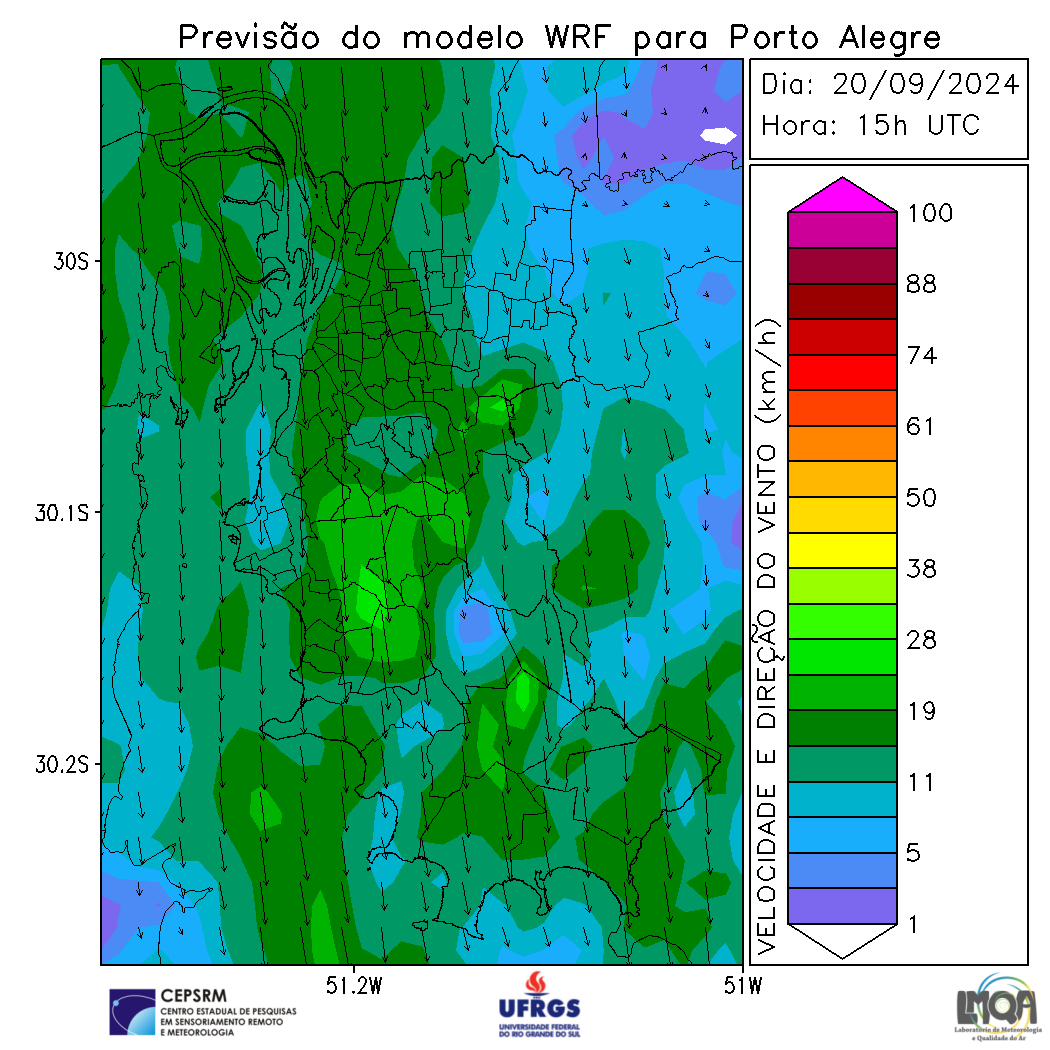 Previsão do modelo WRF para Porto Alegre
Dia: 20/09/2024
Hora: 15h UTC
30S
30.1S
30.2S
51.2W
51W
VELOCIDADE E DIREÇÃO DO VENTO (km/h)
100
88
74
61
50
38
28
19
11
5
1
CEPSRM
CENTRO ESTADUAL DE PESQUISAS
EM SENSORIAMENTO REMOTO
E METEOROLOGIA
UFRGS
UNIVERSIDADE FEDERAL
DO RIO GRANDE DO SUL
LMQA
Laboratório de Meteorologia
e Qualidade do Ar